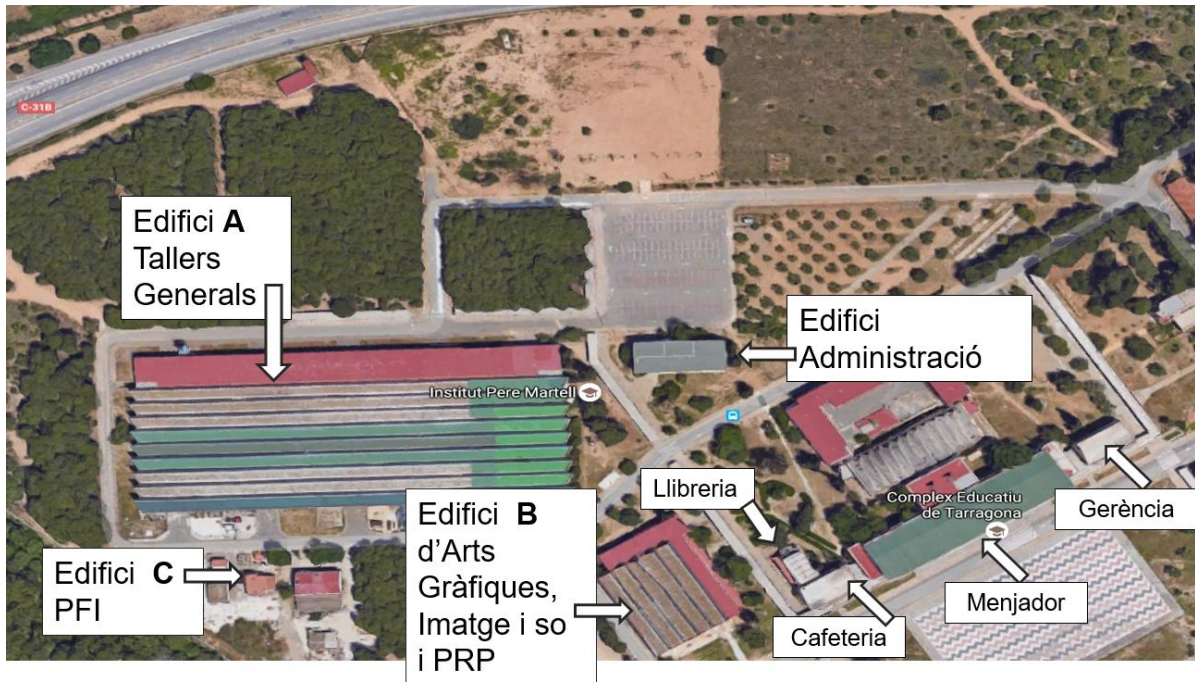 C-31B
Edifici A
Tallers
Generals
Edifici
Administració
Institut Pere Martell
Llibreria
Complex Educatiu
de Tarragona
Gerència
Edifici B
d'Arts
Gràfiques,
Imatge i so
i PRP
Edifici C
PFI
Menjador
Cafeteria